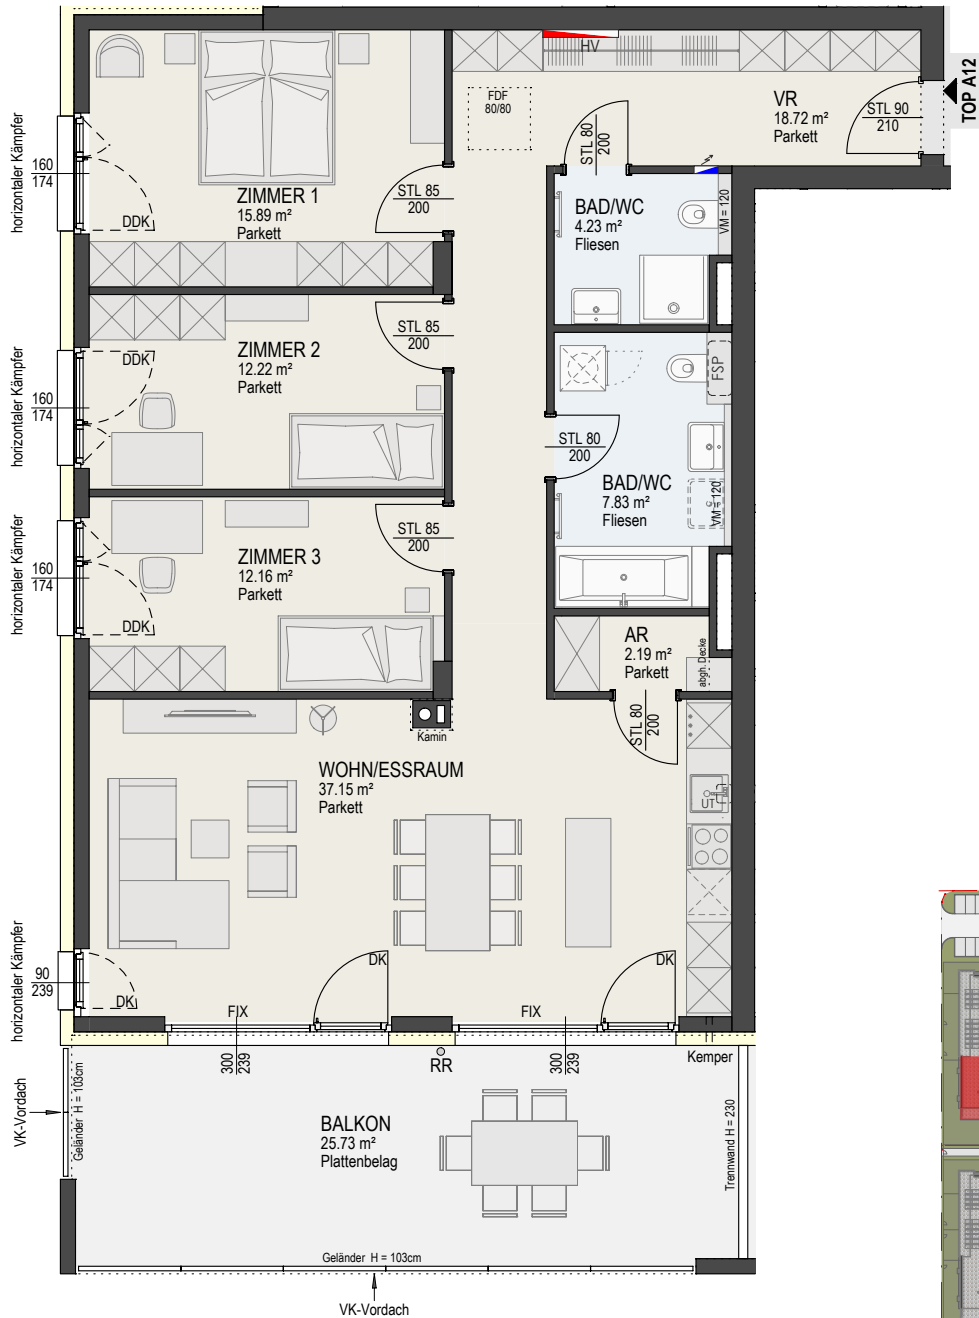 HV
FDF
80/80
VR
18.72 m²
Parkett
STL 90
210
TOP A12
STL 80
200
horizontaler Kämpfer
160
174
DDK
ZIMMER 1
15.89 m²
Parkett
STL 85
200
BAD/WC
4.23 m²
Fliesen
VM = 120
horizontaler Kämpfer
160
174
DDK
ZIMMER 2
12.22 m²
Parkett
STL 85
200
FSP
STL 80
200
BAD/WC
7.83 m²
Fliesen
VM = 120
horizontaler Kämpfer
160
174
DDK
ZIMMER 3
12.16 m²
Parkett
STL 85
200
AR
2.19 m²
Parkett
abgh. Decke
STL 80
200
Kamin
WOHN/ESSRAUM
37.15 m²
Parkett
UT
horizontaler Kämpfer
90
239
DK
DK
DK
FIX
FIX
300
239
RR
300
239
Kemper
VK-Vordach
Geländer H = 103cm
BALKON
25.73 m²
Plattenbelag
Trennwand H = 230
Geländer H = 103cm
VK-Vordach